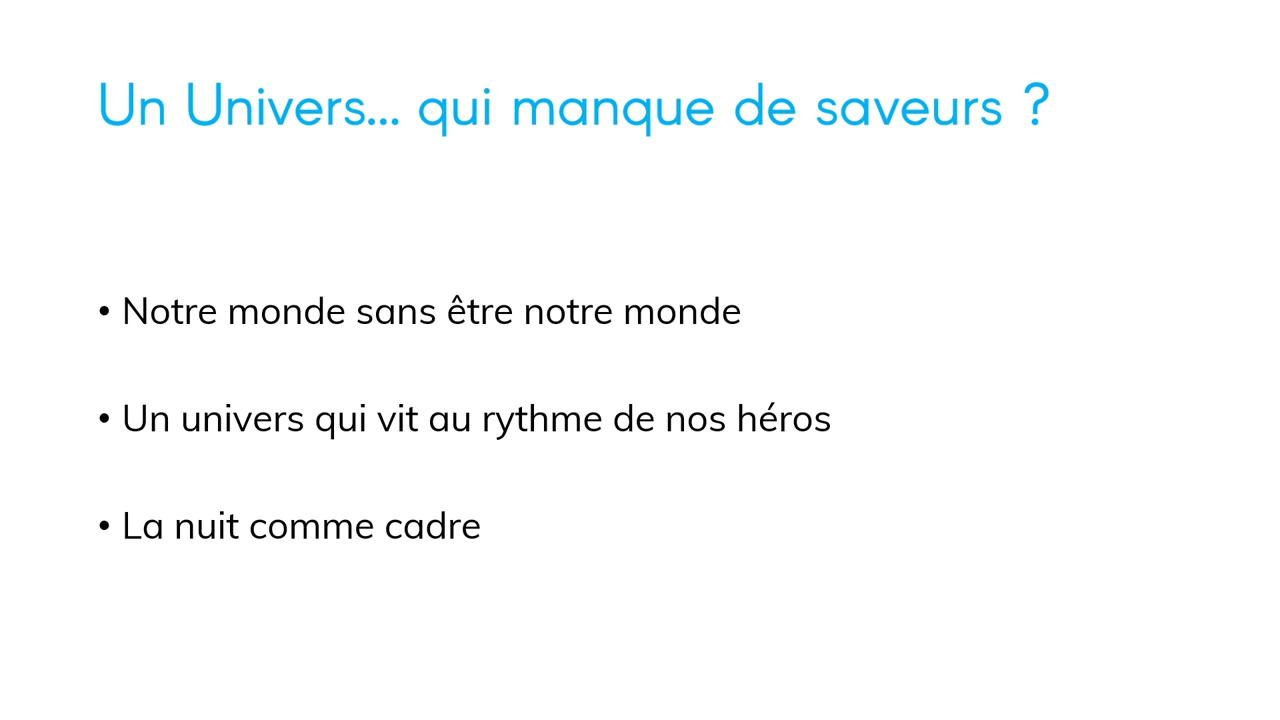 Un Univers... qui manque de saveurs ?
• Notre monde sans être notre monde
• Un univers qui vit au rythme de nos héros
• La nuit comme cadre